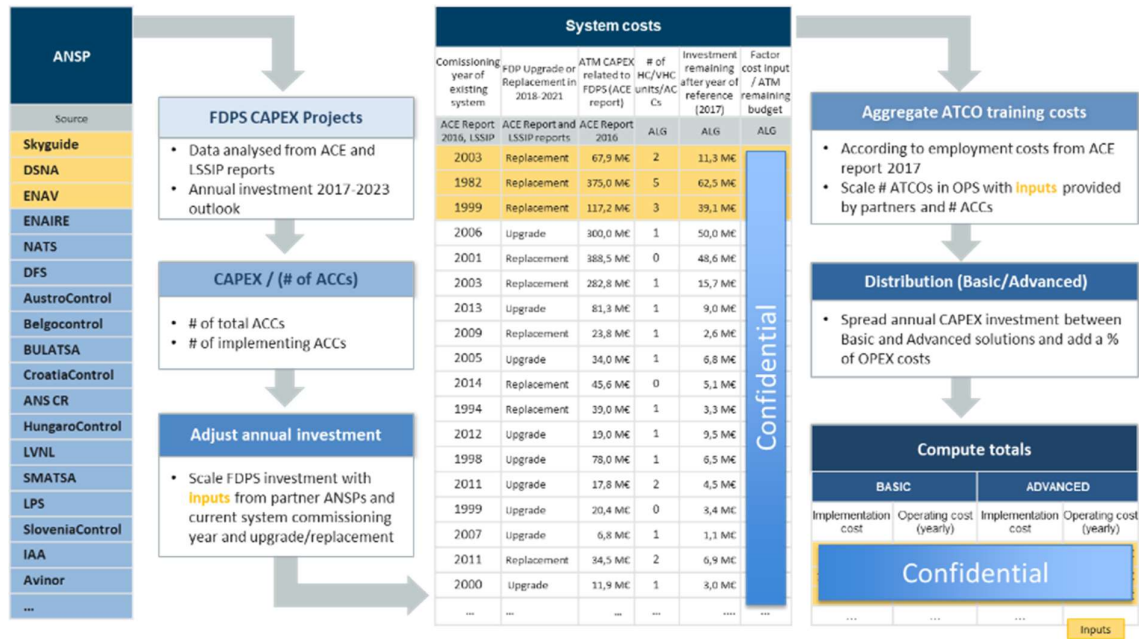 ANSP
Source
Skyguide
DSNA
ENAV
ENAIRE
NATS
DFS
AustroControl
Belgocontrol
BULATSA
CroatiaControl
ANS CR
HungaroControl
LVNL
SMATSA
LPS
SloveniaControl
IAA
Avinor
...
FDPS CAPEX Projects
• Data analysed from ACE and
LSSIP reports
• Annual investment 2017-2023
outlook
CAPEX / (# of ACCs)
• # of total ACCs
• # of implementing ACCs
Adjust annual investment
• Scale FDPS investment with
inputs from partner ANSPs and
current system commissioning
year and upgrade/replacement
System costs
Comissioning
year of
existing
system
FDP Upgrade or
Replacement in
2018-2021
ATM CAPEX
related to
FDPS (ACE
report)
# of
HC/VHC
units/AC
Cs
Investment
remaining
after year of
reference
(2017)
Factor
cost input
/ ATM
remaining
budget
ACE Report
2016, LSSIP
ACE Report and
LSSIP reports
ACE Report
2016
ALG
ALG
ALG
2003 Replacement 67,9 M€ 2 11,3 M€
1982 Replacement 375,0 M€ 5 62,5 M€
1999 Replacement 117,2 M€ 3 39,1 M€
2006 Upgrade 300,0 M€ 1 50,0 M€
2001 Replacement 388,5 M€ 0 48,6 M€
2003 Replacement 282,8 M€ 1 15,7 M€
2013 Upgrade 81,3 M€ 1 9,0 M€
2009 Replacement 23,8 M€ 1 2,6 M€
2005 Upgrade 34,0 M€ 1 6,8 M€
2014 Replacement 45,6 M€ 0 5,1 M€
1994 Replacement 39,0 M€ 1 3,3 M€
2012 Upgrade 19,0 M€ 1 9,5 M€
1998 Upgrade 78,0 M€ 1 6,5 M€
2011 Upgrade 17,8 M€ 2 4,5 M€
1999 Upgrade 20,4 M€ 0 3,4 M€
2007 Upgrade 6,8 M€ 1 1,1 M€
2011 Replacement 34,5 M€ 2 6,9 M€
2000 Upgrade 11,9 M€ 1 3,0 M€
... ... ... ... .... ...
Confidential
Aggregate ATCO training costs
• According to employment costs from ACE
report 2017
• Scale # ATCOs in OPS with inputs provided
by partners and # ACCs
Distribution (Basic/Advanced)
• Spread annual CAPEX investment between
Basic and Advanced solutions and add a %
of OPEX costs
Compute totals
BASIC ADVANCED
Implementation
cost
Operating cost
(yearly)
Implementation
cost
Operating cost
(yearly)
Confidential
... ... ... ...
Inputs